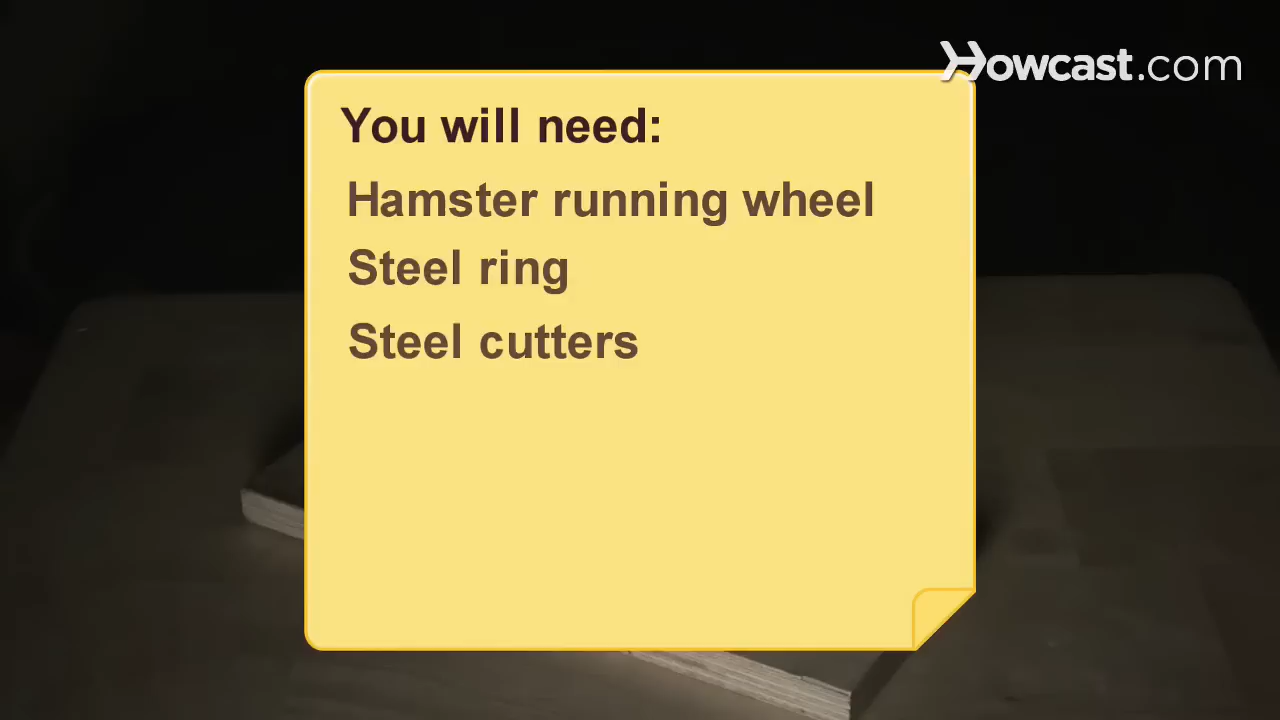 Howcast.com
You will need:
Hamster running wheel
Steel ring
Steel cutters